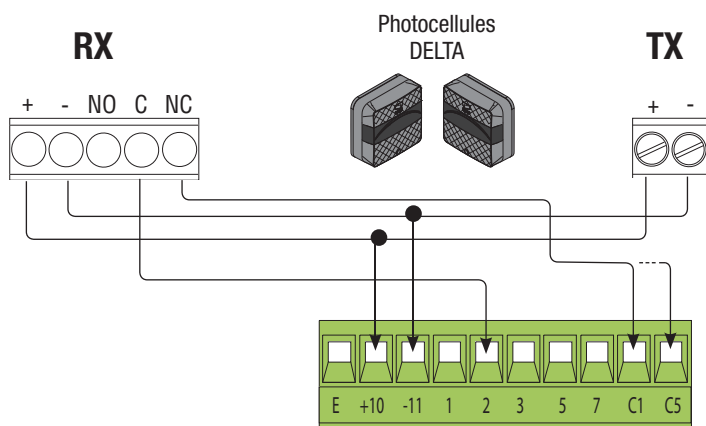 Photocellules
DELTA
RX
TX
+ - NO C NC
+ -
E +10 -11 1 2 3 5 7 C1 C5